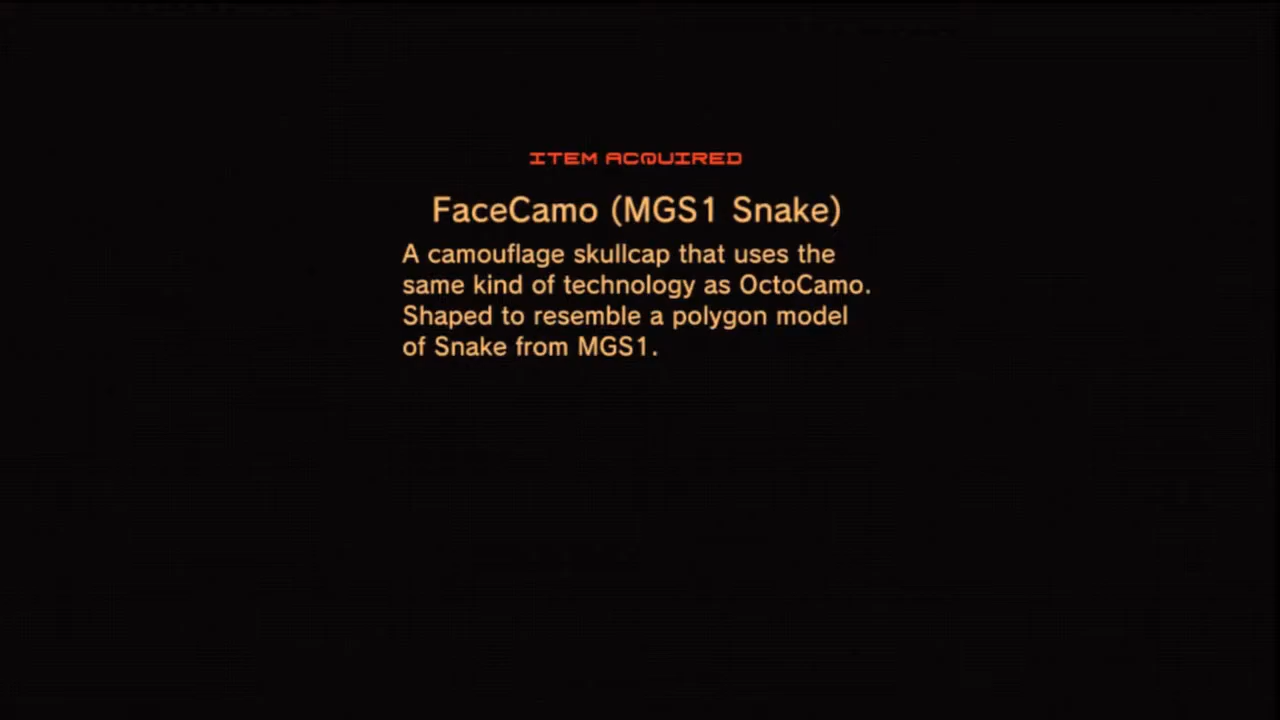 ITEM ACQUIRED
FaceCamo (MGS1 Snake)
A camouflage skullcap that uses the
same kind of technology as OctoCamo.
Shaped to resemble a polygon model
of Snake from MGS1.